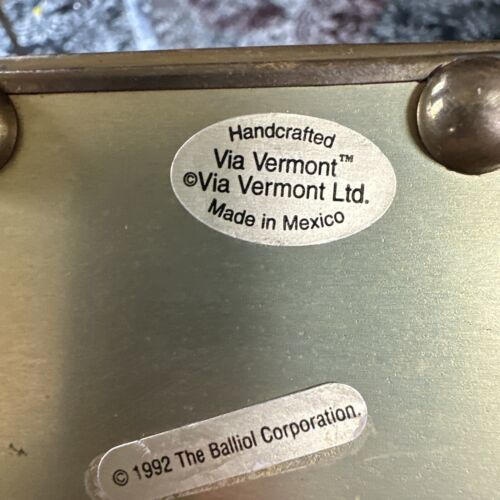 Handcrafted
Via Vermont™
©Via Vermont Ltd.
Made in Mexico
© 1992 The Balliol Corporation.